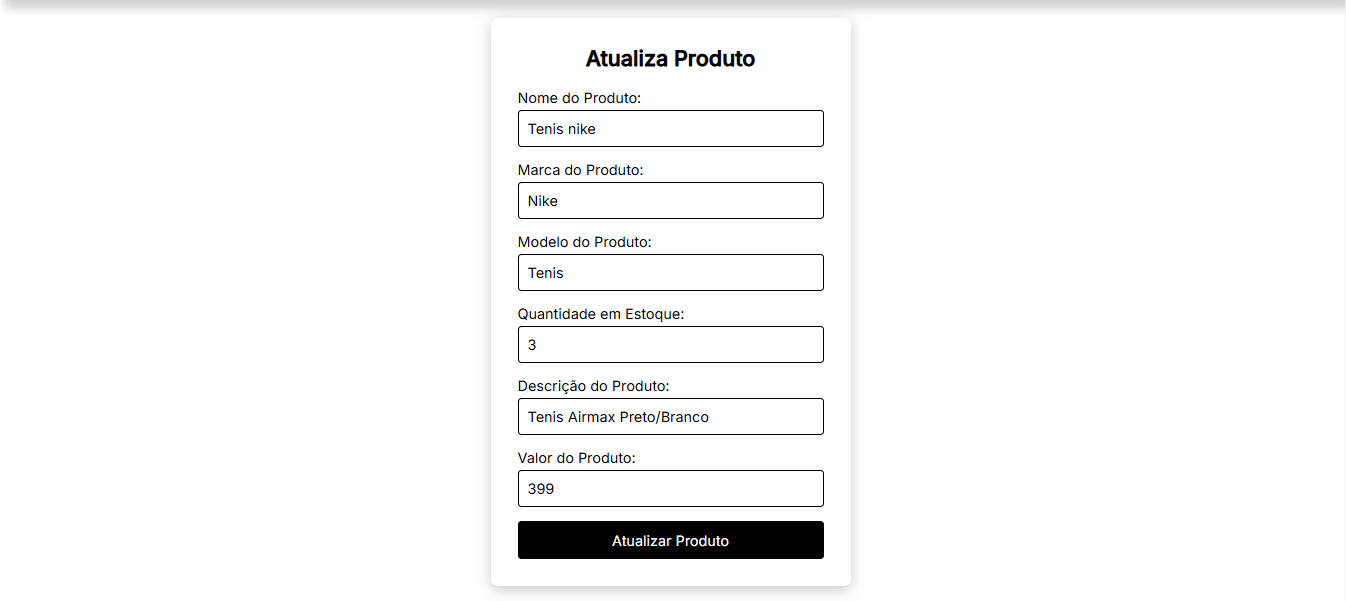 Atualiza Produto
Nome do Produto:
Tenis nike
Marca do Produto:
Nike
Modelo do Produto:
Tenis
Quantidade em Estoque:
3
Descrição do Produto:
Tenis Airmax Preto/Branco
Valor do Produto:
399
Atualizar Produto